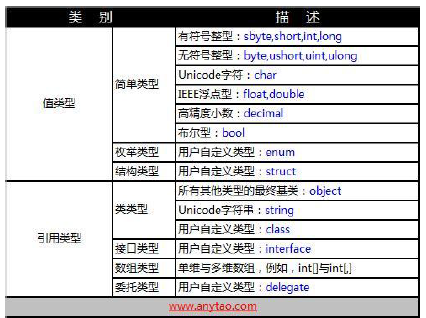 类 别 描 述
值类型 简单类型 有符号整型：sbyte,short,int,long
无符号整型：byte,ushort,uint,ulong
Unicode字符：char
IEEE浮点型：float,double
高精度小数：decimal
布尔型：bool
枚举类型 用户自定义类型：enum
结构类型 用户自定义类型：struct
引用类型 类类型 所有其他类型的最终基类：object
Unicode字符串：string
用户自定义类型：class
接口类型 用户自定义类型：interface
数组类型 单维与多维数组，例如，int[]与int[,]
委托类型 用户自定义类型：delegate
www.anytao.com